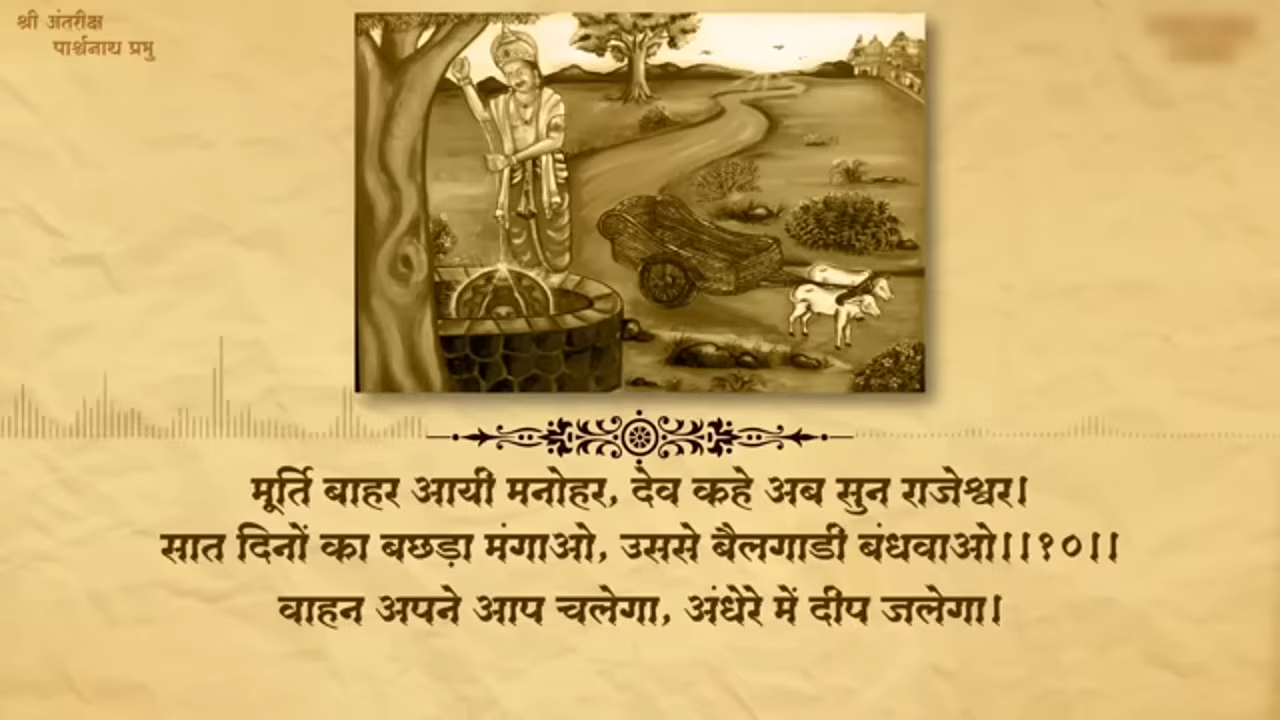 श्री अंतरीक्ष
पार्श्वनाथ प्रभु
मूर्ति बाहर आयी मनोहर, देव कहे अब सुन राजेश्वर।
सात दिनों का बछड़ा मंगाओ, उससे बैलगाडी बंधवाओ।।१०।।
वाहन अपने आप चलेगा, अंधेरे में दीप जलेगा।